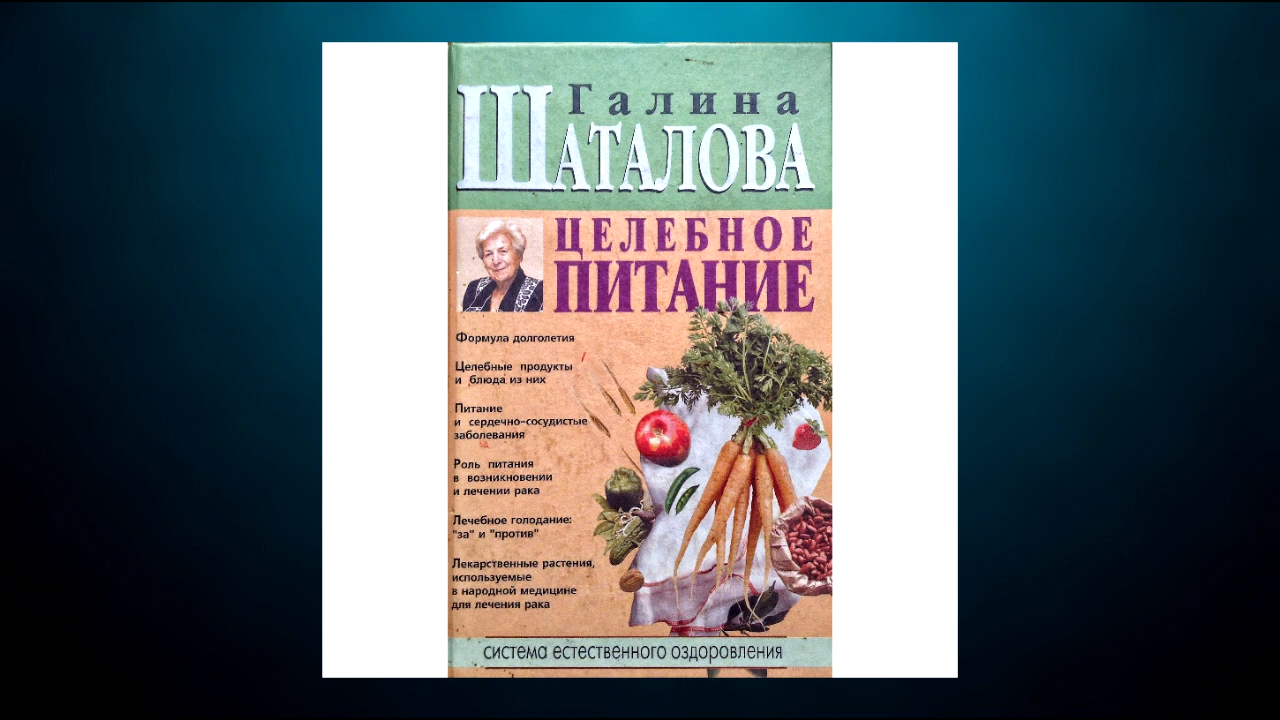 Галина
ШАТАЛОВА
ЦЕЛЕБНОЕ
ПИТАНИЕ
Формула долголетия
Целебные продукты
и блюда из них
Питание
и сердечно-сосудистые
заболевания
Роль питания
в возникновении
и лечении рака
Лечебное голодание:
"за" и "против"
Лекарственные растения,
используемые
в народной медицине
для лечения рака
система естественного оздоровления